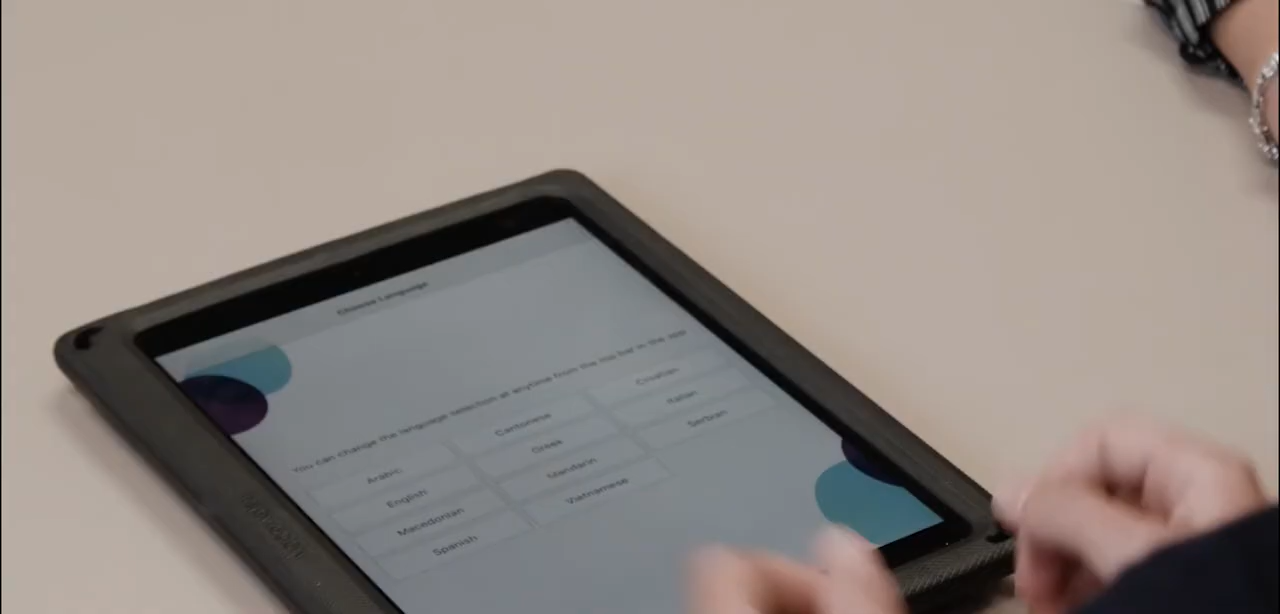 Choose Language
You can change the language selection at anytime from the top bar in the app
Arabic Cantonese Croatian
English Greek Italian
Macedonian Mandarin Serbian
Spanish Vietnamese